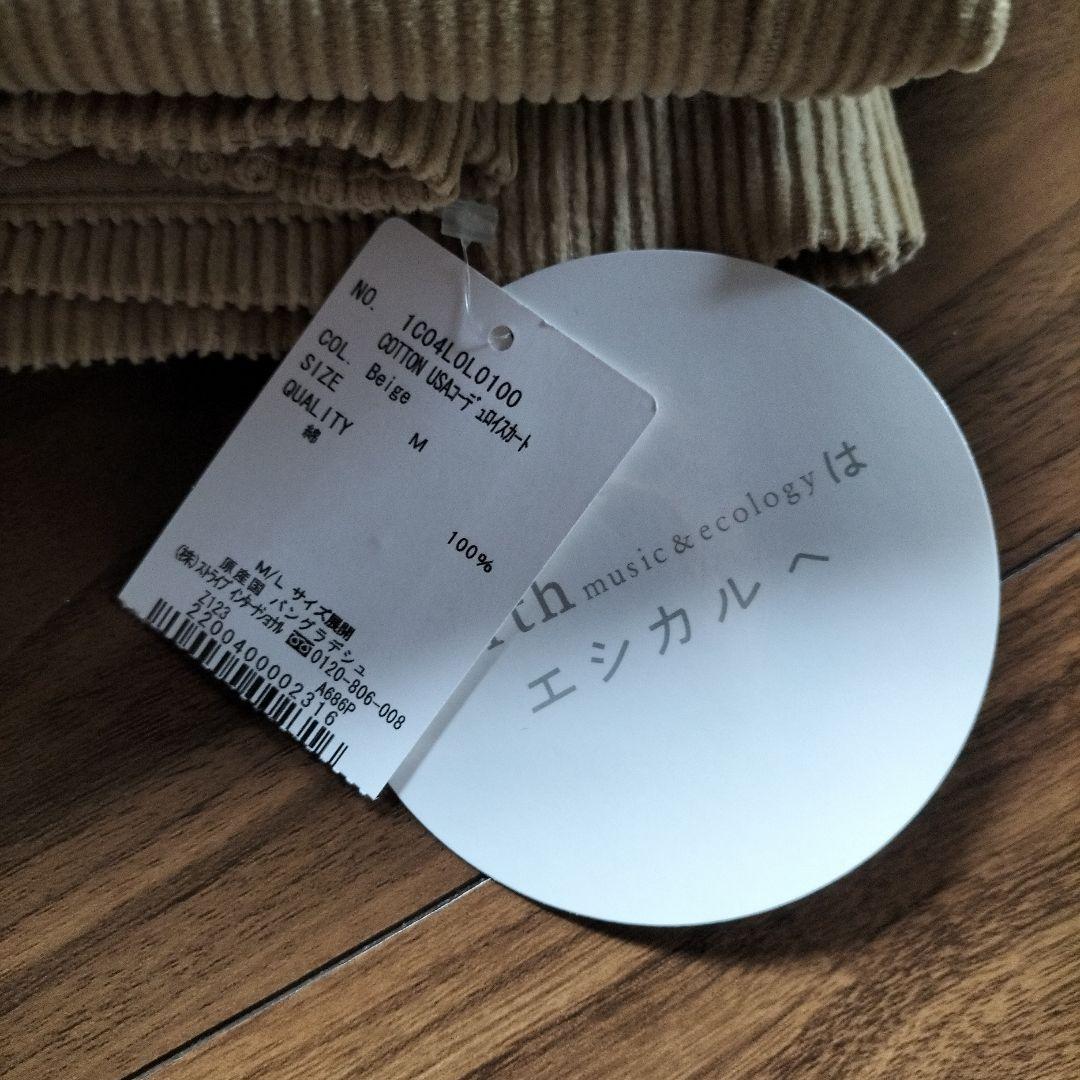 NO. 1C04L0L0100
COTTON USAコーデュロイスカート
COL. Beige
SIZE M
QUALITY
綿 100%
M/L サイズ展開
原産国 バングラデシュ
(株)ストライプインターナショナル 0120-806-008
Z123 A686P
2200400002316
th music&ecologyは
エシカルへ